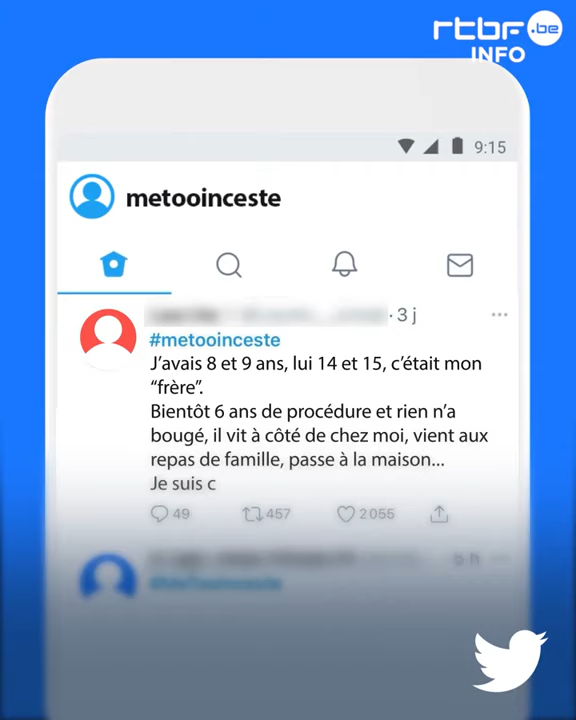 rtbf.be
INFO
9:15
metooinceste
· 3 j
#metooinceste
J’avais 8 et 9 ans, lui 14 et 15, c’était mon
“frère”.
Bientôt 6 ans de procédure et rien n’a
bougé, il vit à côté de chez moi, vient aux
repas de famille, passe à la maison...
Je suis c
49 457 2055
#MeTooinceste